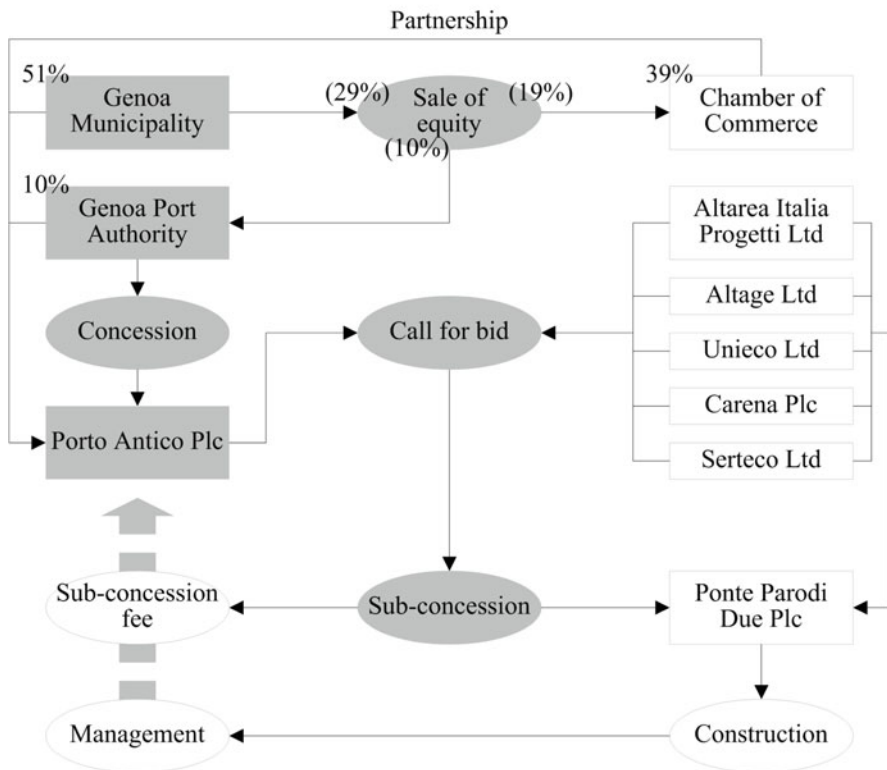 Partnership
51%
Genoa
Municipality
(29%)
Sale of
equity
(19%)
(10%)
39%
Chamber of
Commerce
10%
Genoa Port
Authority
Altarea Italia
Progetti Ltd
Concession
Call for bid
Altage Ltd
Unieco Ltd
Carena Plc
Serteco Ltd
Porto Antico Plc
Sub-concession
fee
Sub-concession
Ponte Parodi
Due Plc
Management
Construction